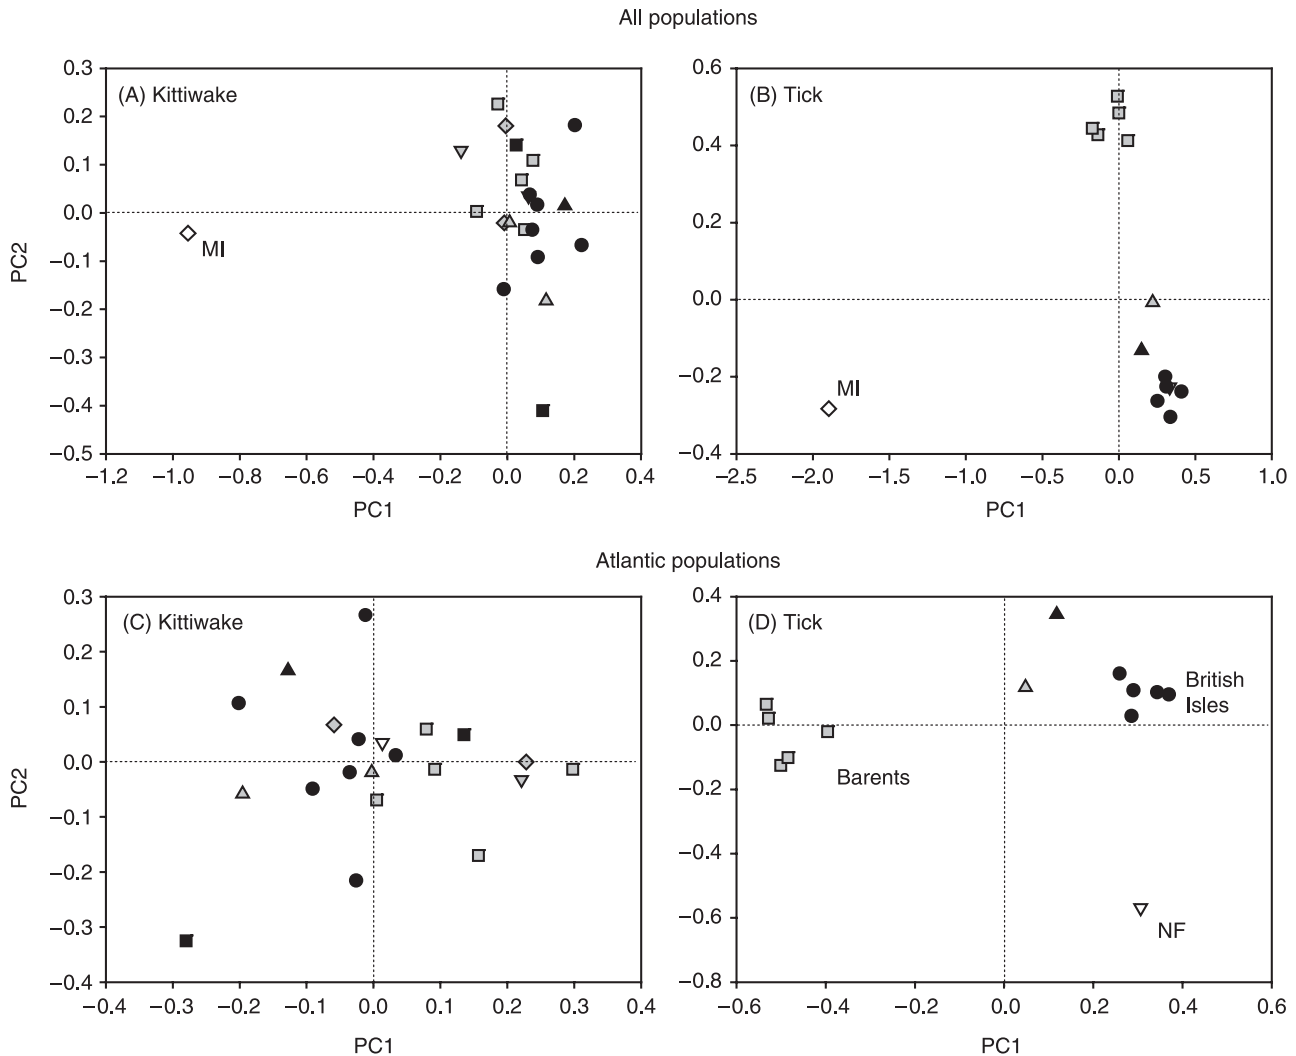 All populations
(A) Kittiwake
0.3
0.2
0.1
0.0
−0.1
−0.2
−0.3
−0.4
−0.5
PC2
MI
−1.2 −1.0 −0.8 −0.6 −0.4 −0.2 0.0 0.2 0.4
PC1
(B) Tick
0.6
0.4
0.2
0.0
−0.2
−0.4
MI
−2.5 −2.0 −1.5 −1.0 −0.5 0.0 0.5 1.0
PC1
Atlantic populations
(C) Kittiwake
0.3
0.2
0.1
0.0
−0.1
−0.2
−0.3
−0.4
PC2
−0.4 −0.3 −0.2 −0.1 0.0 0.1 0.2 0.3 0.4
PC1
(D) Tick
0.4
0.2
0.0
−0.2
−0.4
−0.6
−0.8
British
Isles
Barents
NF
−0.6 −0.4 −0.2 0.0 0.2 0.4 0.6
PC1